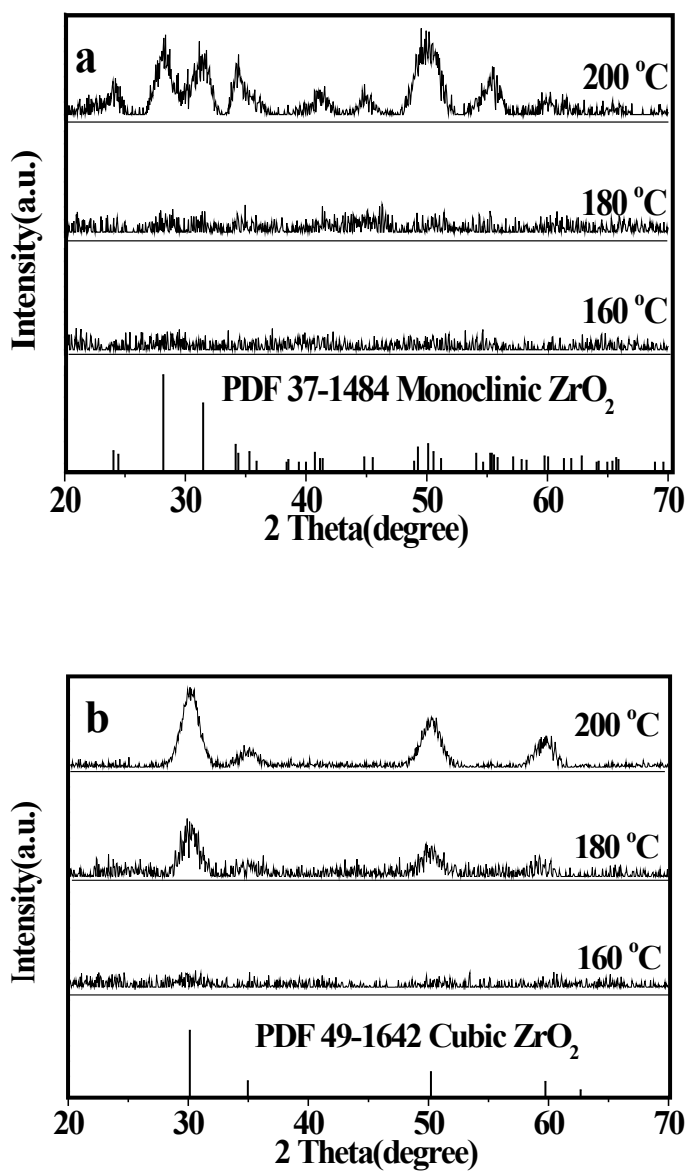 a
200 °C
180 °C
160 °C
PDF 37-1484 Monoclinic ZrO₂
Intensity(a.u.)
20 30 40 50 60 70
2 Theta(degree)
b
200 °C
180 °C
160 °C
PDF 49-1642 Cubic ZrO₂
Intensity(a.u.)
20 30 40 50 60 70
2 Theta(degree)